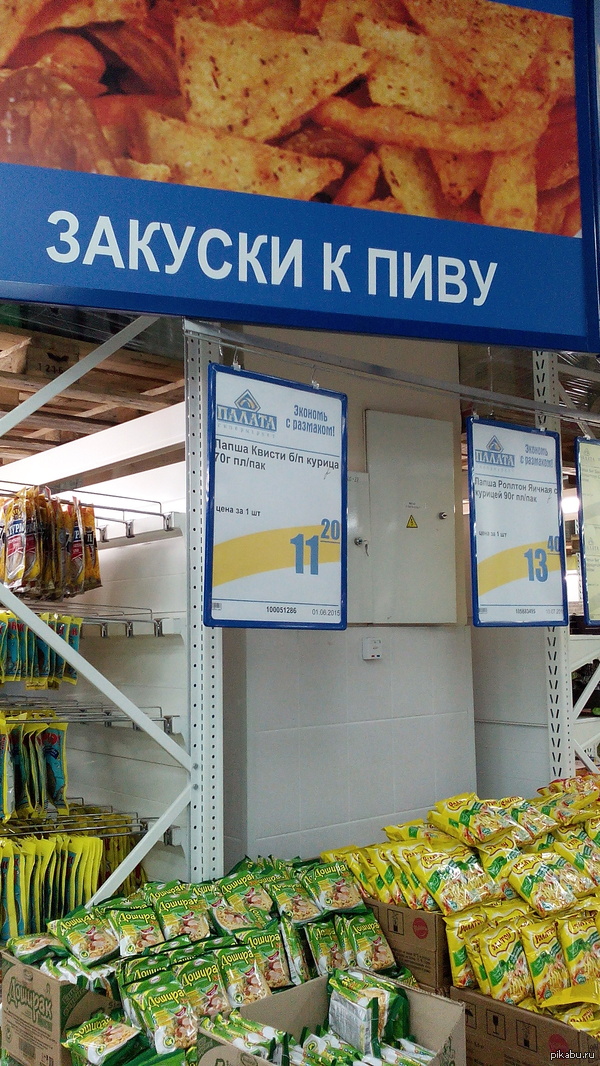 ЗАКУСКИ К ПИВУ
ПАЛАТА
Экономь
с размахом!
Лапша Квисти б/п курица
70г пл/пак
цена за 1 шт
11 20
100051286 01.06.2015
ПАЛАТА
Экономь
с размахом!
Лапша Роллтон Яичная с
курицей 90г пл/пак
цена за 1 шт
13 40
Доширак
Доширак
Доширак
Доширак
pikabu.ru